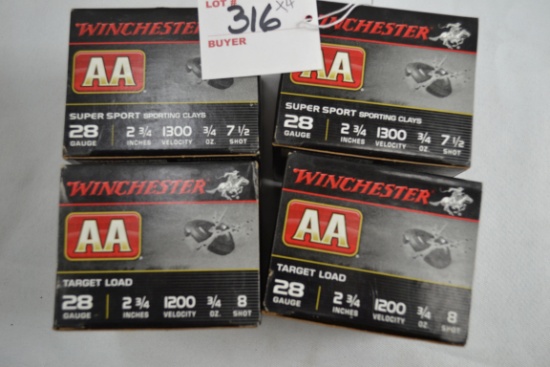 LOT #
316 x4
BUYER
WINCHESTER
AA
SUPER SPORT SPORTING CLAYS
28 2 3/4 1300 3/4 7 1/2
GAUGE INCHES VELOCITY OZ. SHOT
WINCHESTER
AA
SUPER SPORT SPORTING CLAYS
28 2 3/4 1300 3/4 7 1/2
GAUGE INCHES VELOCITY OZ. SHOT
WINCHESTER
AA
TARGET LOAD
28 2 3/4 1200 3/4 8
GAUGE INCHES VELOCITY OZ. SHOT
WINCHESTER
AA
TARGET LOAD
28 2 3/4 1200 3/4 8
GAUGE INCHES VELOCITY OZ. SHOT